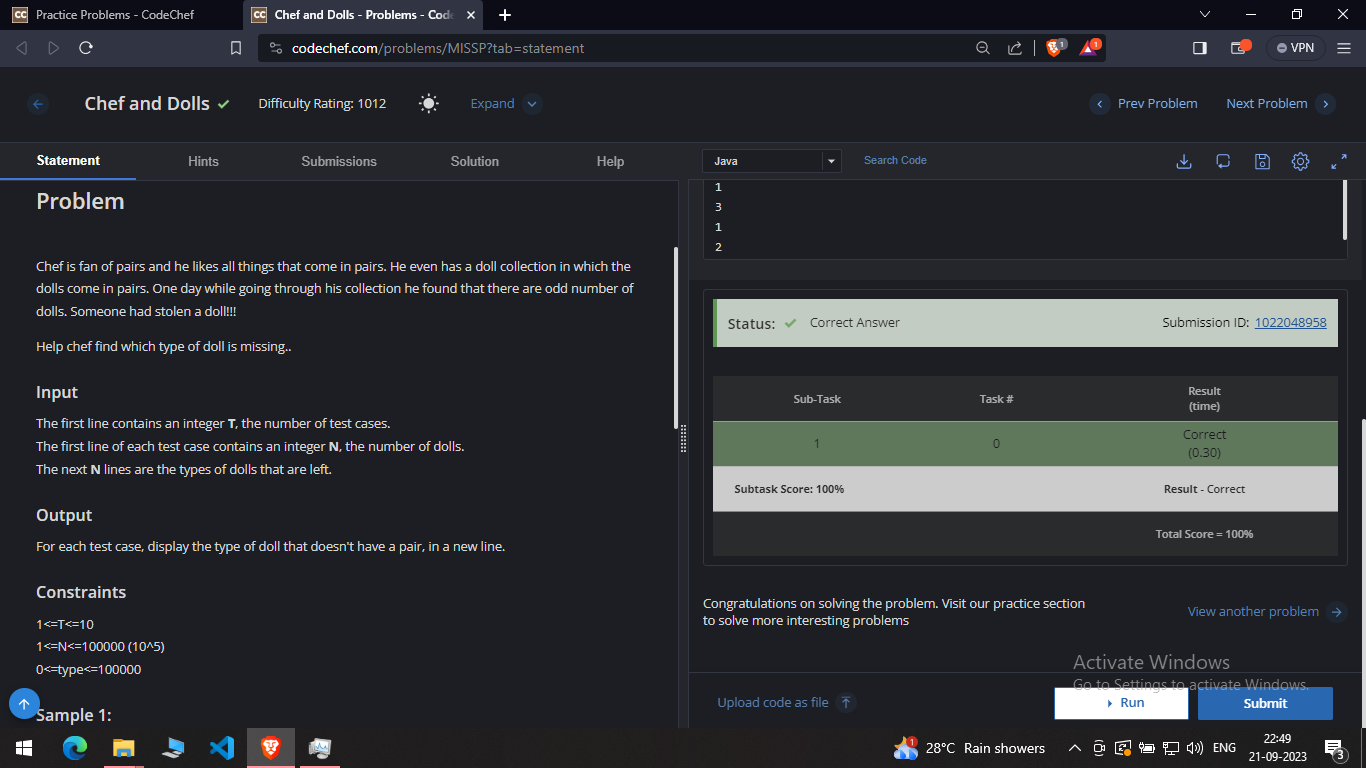 Practice Problems - CodeChef
Chef and Dolls - Problems - Code
codechef.com/problems/MISSP?tab=statement
1
1
VPN
Chef and Dolls
Difficulty Rating: 1012
Expand
Prev Problem
Next Problem
Statement
Hints
Submissions
Solution
Help
Java
Search Code
Problem
Chef is fan of pairs and he likes all things that come in pairs. He even has a doll collection in which the
dolls come in pairs. One day while going through his collection he found that there are odd number of
dolls. Someone had stolen a doll!!!
Help chef find which type of doll is missing..
Input
The first line contains an integer T, the number of test cases.
The first line of each test case contains an integer N, the number of dolls.
The next N lines are the types of dolls that are left.
Output
For each test case, display the type of doll that doesn't have a pair, in a new line.
Constraints
1<=T<=10
1<=N<=100000 (10^5)
0<=type<=100000
Sample 1:
1
3
1
2
Status:
Correct Answer
Submission ID: 1022048958
Sub-Task
Task #
Result
(time)
1
0
Correct
(0.30)
Subtask Score: 100%
Result - Correct
Total Score = 100%
Congratulations on solving the problem. Visit our practice section
to solve more interesting problems
View another problem
Activate Windows
Go to Settings to activate Windows.
Upload code as file
Run
Submit
1
28°C Rain showers
ENG
22:49
21-09-2023
3